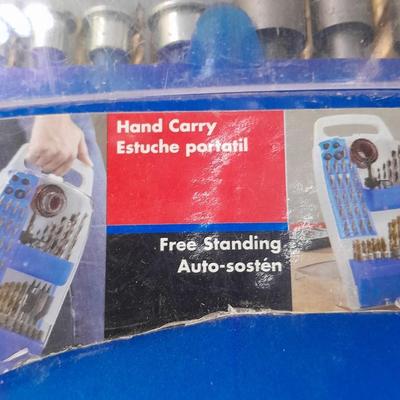 Hand Carry
Estuche portatil
Free Standing
Auto-sostén